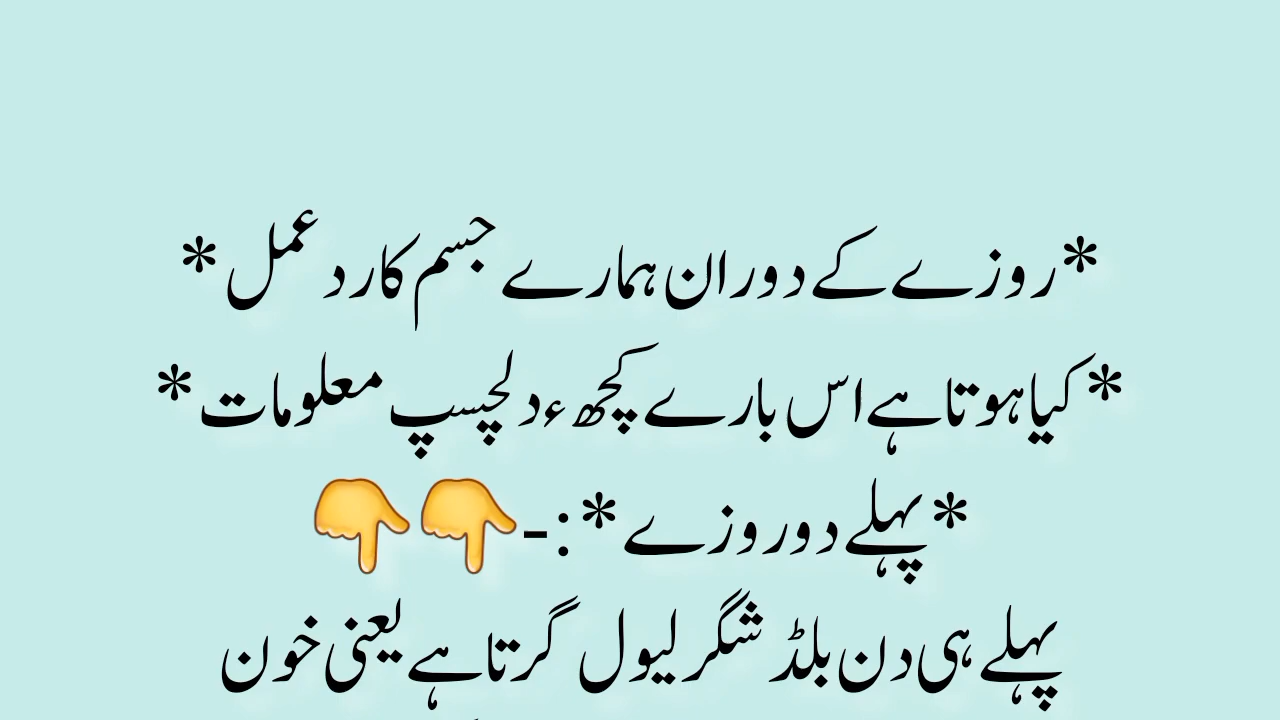 *روزے کے دوران ہمارے جسم کا رد عمل*
*کیا ہوتا ہے اس بارے کچھ ء دلچسپ معلومات*
*پہلے دو روزے*:-👇👇
پہلے ہی دن بلڈ شگر لیول گرتا ہے یعنی خون